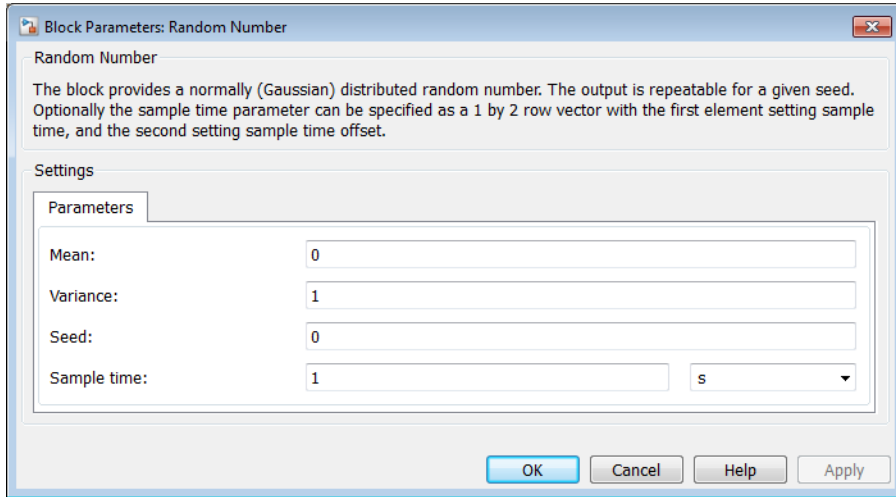 Block Parameters: Random Number
Random Number
The block provides a normally (Gaussian) distributed random number. The output is repeatable for a given seed.
Optionally the sample time parameter can be specified as a 1 by 2 row vector with the first element setting sample
time, and the second setting sample time offset.
Settings
Parameters
Mean: 0
Variance: 1
Seed: 0
Sample time: 1 s
OK Cancel Help Apply